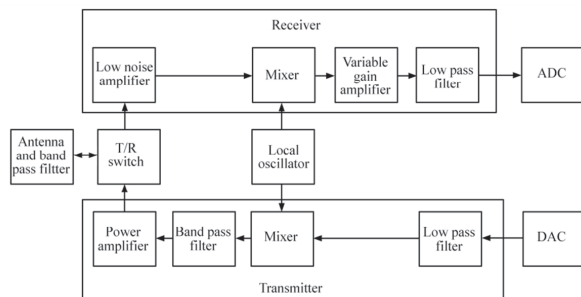 Receiver
Low noise
amplifier
Mixer
Variable
gain
amplifier
Low pass
filter
ADC
Antenna
and band
pass filtter
T/R
switch
Local
oscillator
Power
amplifier
Band pass
filter
Mixer
Low pass
filter
DAC
Transmitter